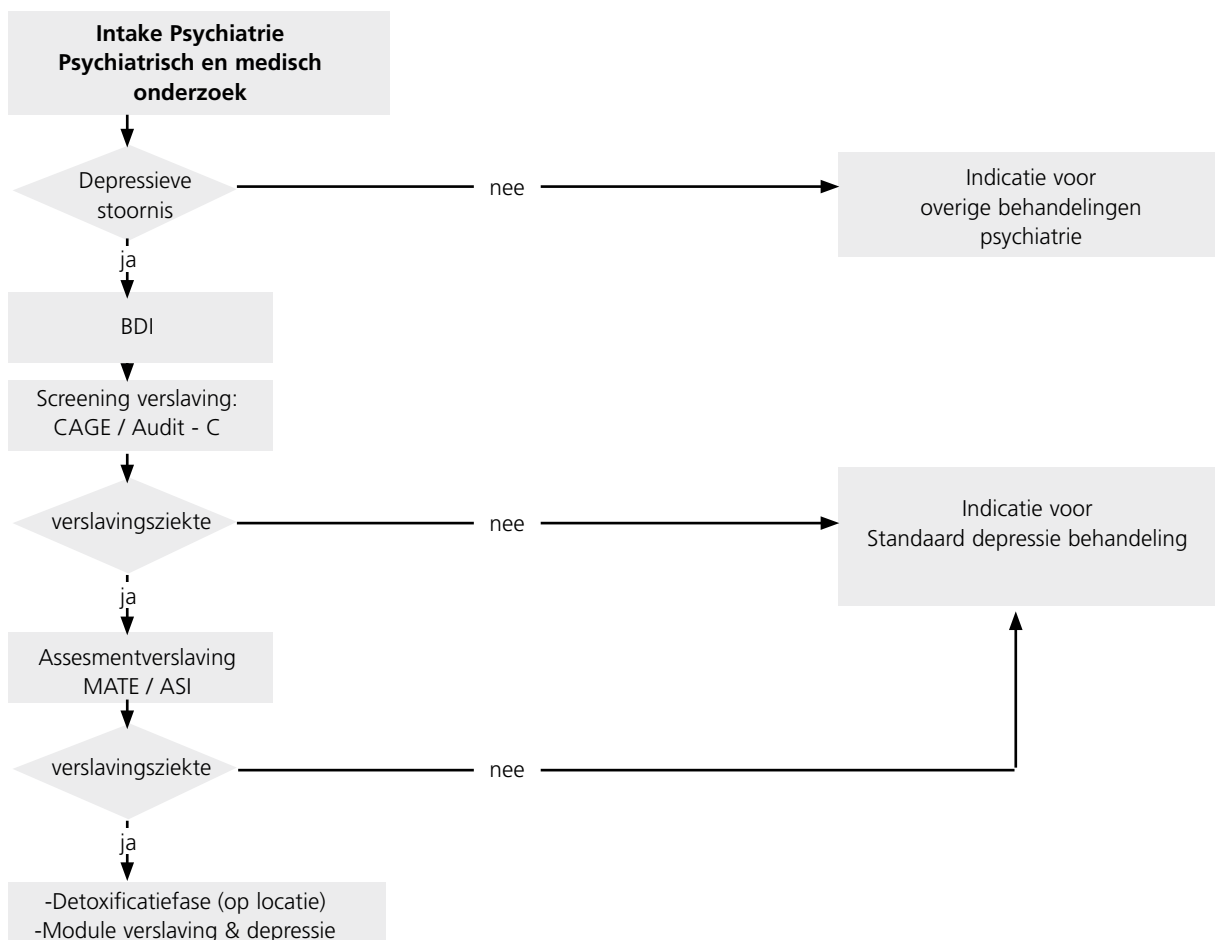 Intake Psychiatrie
Psychiatrisch en medisch
onderzoek
Depressieve
stoornis
nee
Indicatie voor
overige behandelingen
psychiatrie
ja
BDI
Screening verslaving:
CAGE / Audit - C
verslavingsziekte
nee
Indicatie voor
Standaard depressie behandeling
ja
Assesmentverslaving
MATE / ASI
verslavingsziekte
nee
ja
-Detoxificatiefase (op locatie)
-Module verslaving & depressie